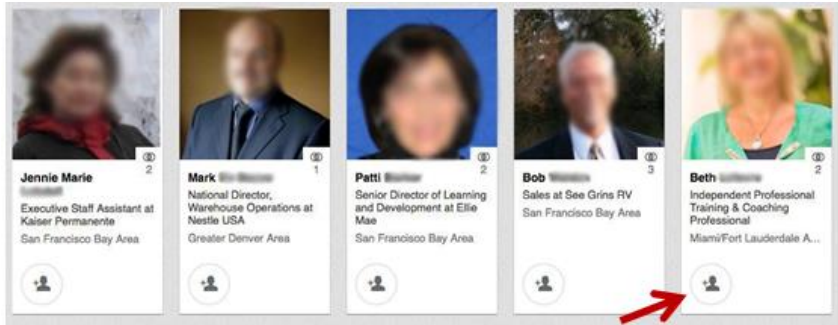 2
Jennie Marie
Executive Staff Assistant at
Kaiser Permanente
San Francisco Bay Area
1
Mark
National Director,
Warehouse Operations at
Nestle USA
Greater Denver Area
2
Patti
Senior Director of Learning
and Development at Ellie
Mae
San Francisco Bay Area
3
Bob
Sales at See Grins RV
San Francisco Bay Area
2
Beth
Independent Professional
Training & Coaching
Professional
Miami/Fort Lauderdale A...